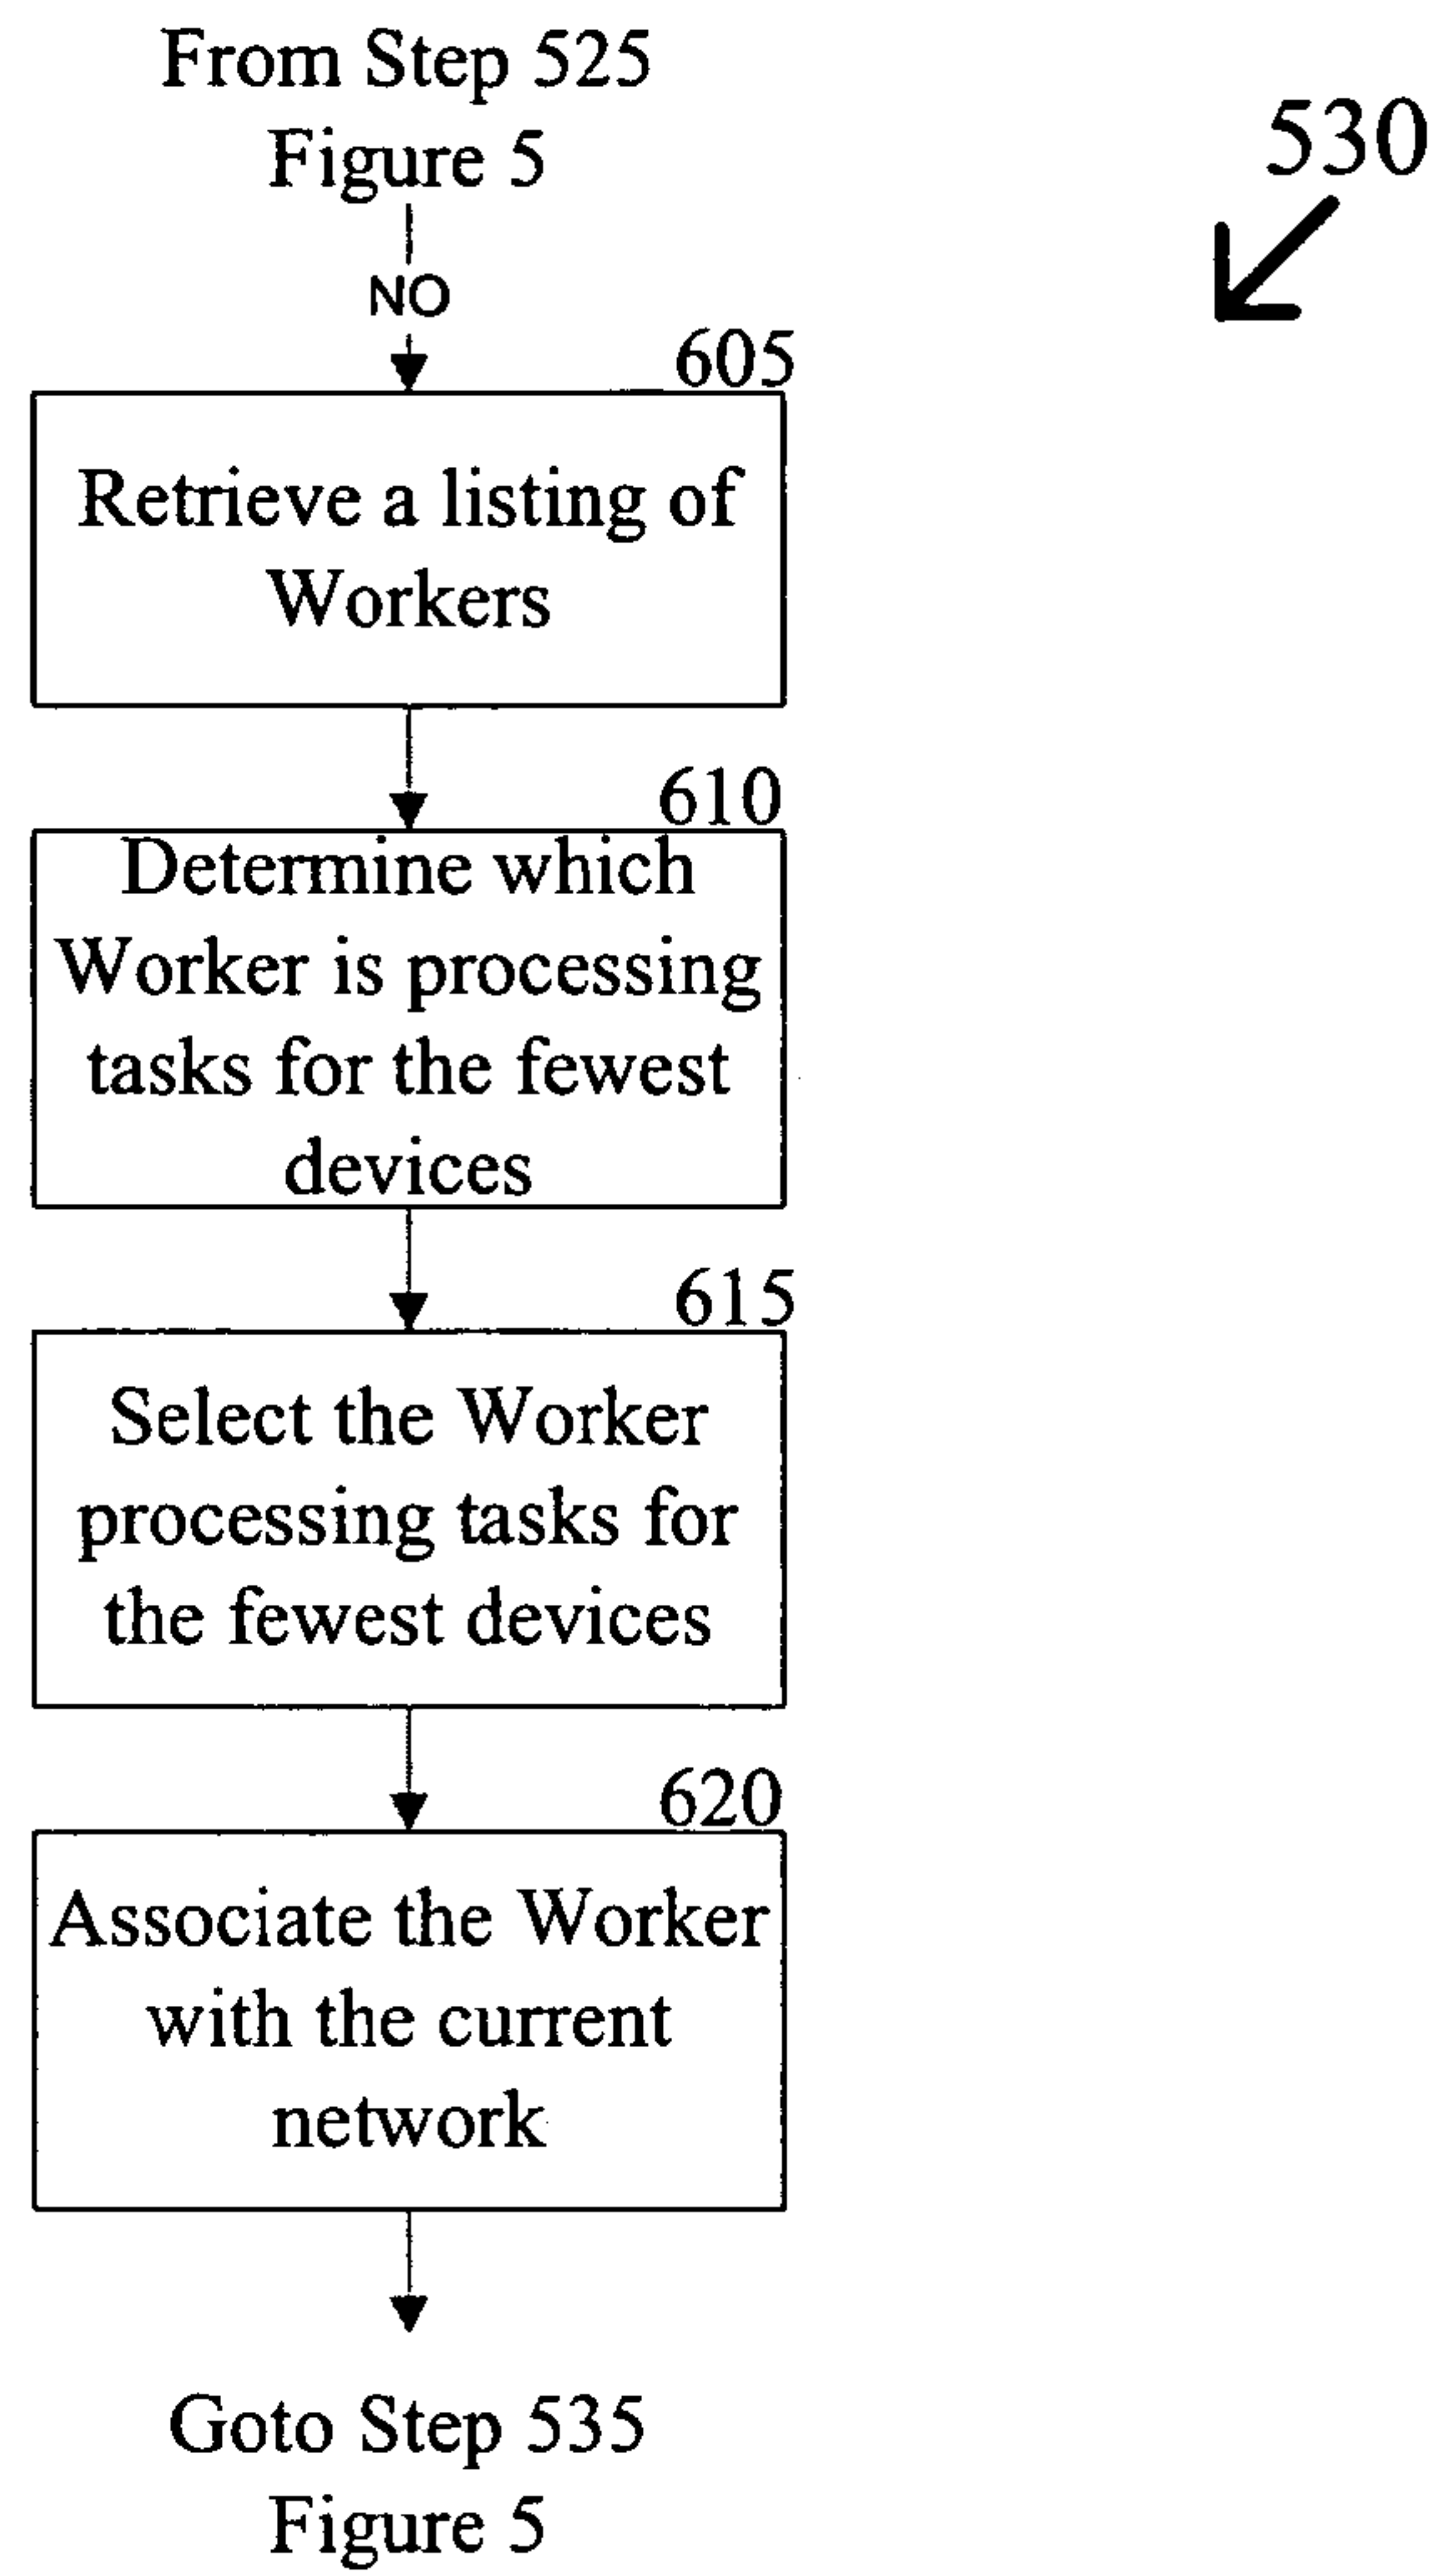 From Step 525
Figure 5
530
NO
605
Retrieve a listing of
Workers
610
Determine which
Worker is processing
tasks for the fewest
devices
615
Select the Worker
processing tasks for
the fewest devices
620
Associate the Worker
with the current
network
Goto Step 535
Figure 5